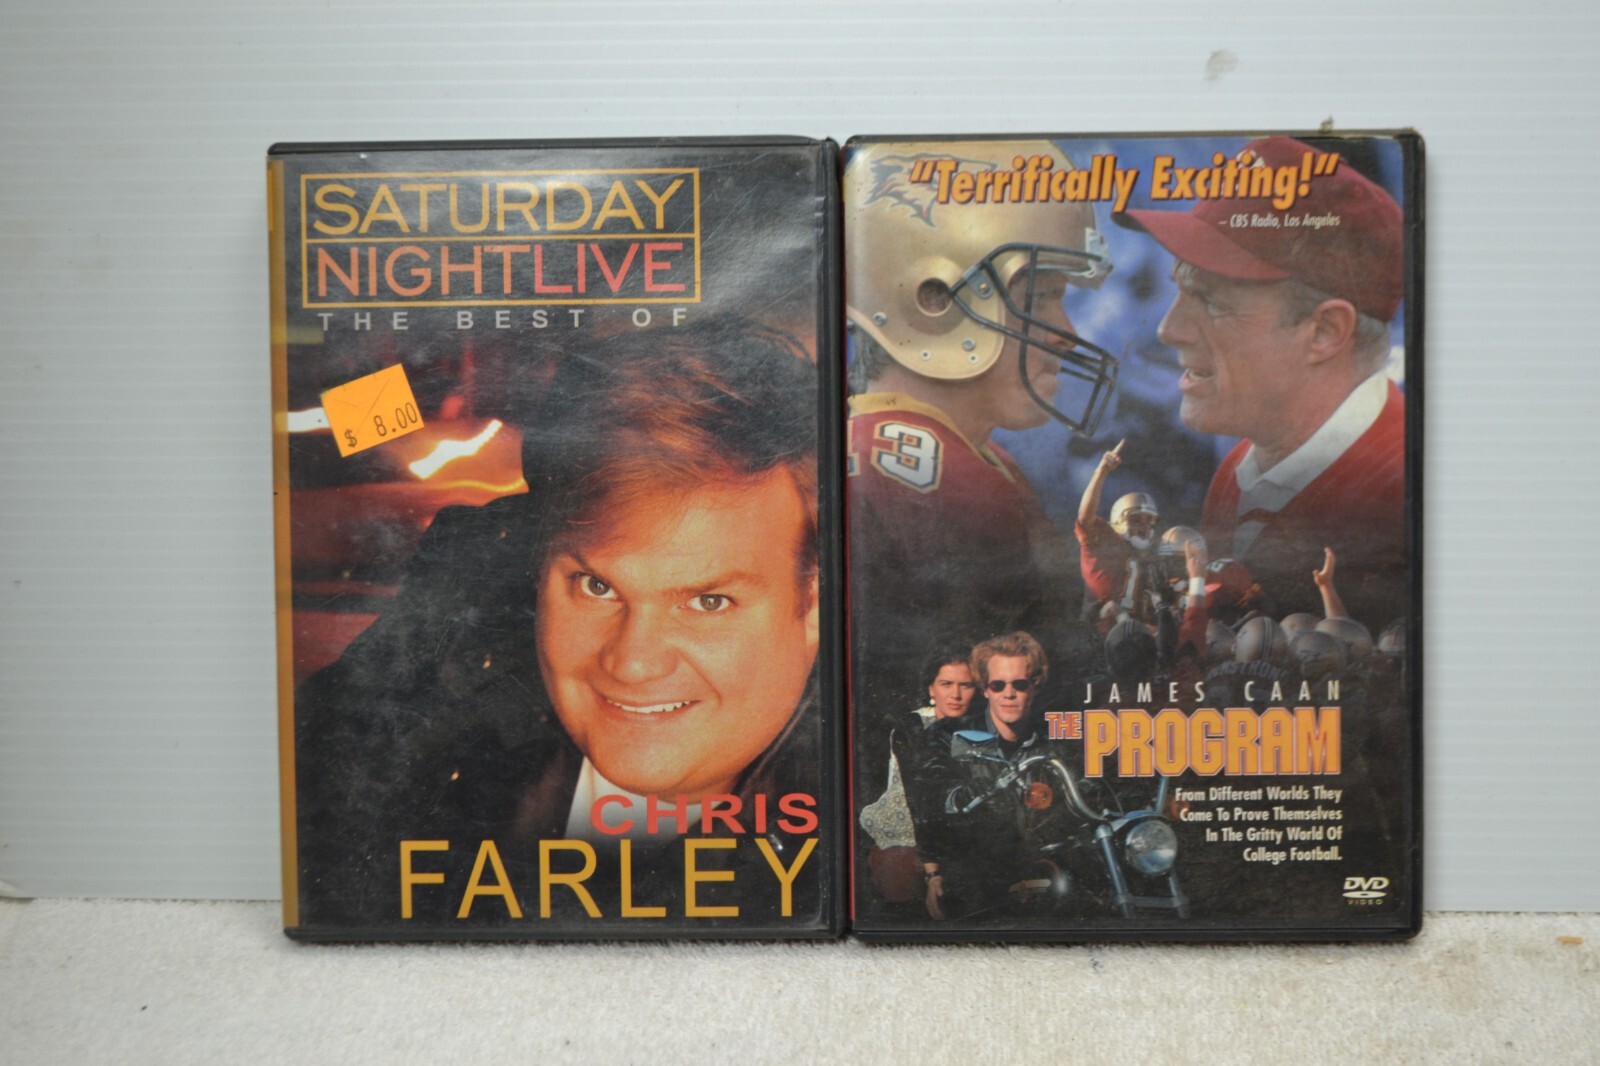 SATURDAY
NIGHTLIVE
THE BEST OF
$ 8.00
CHRIS
FARLEY
"Terrifically Exciting!"
– CBS Radio, Los Angeles
13
JAMES CAAN
THE PROGRAM
From Different Worlds They
Come To Prove Themselves
In The Gritty World Of
College Football.
DVD
VIDEO